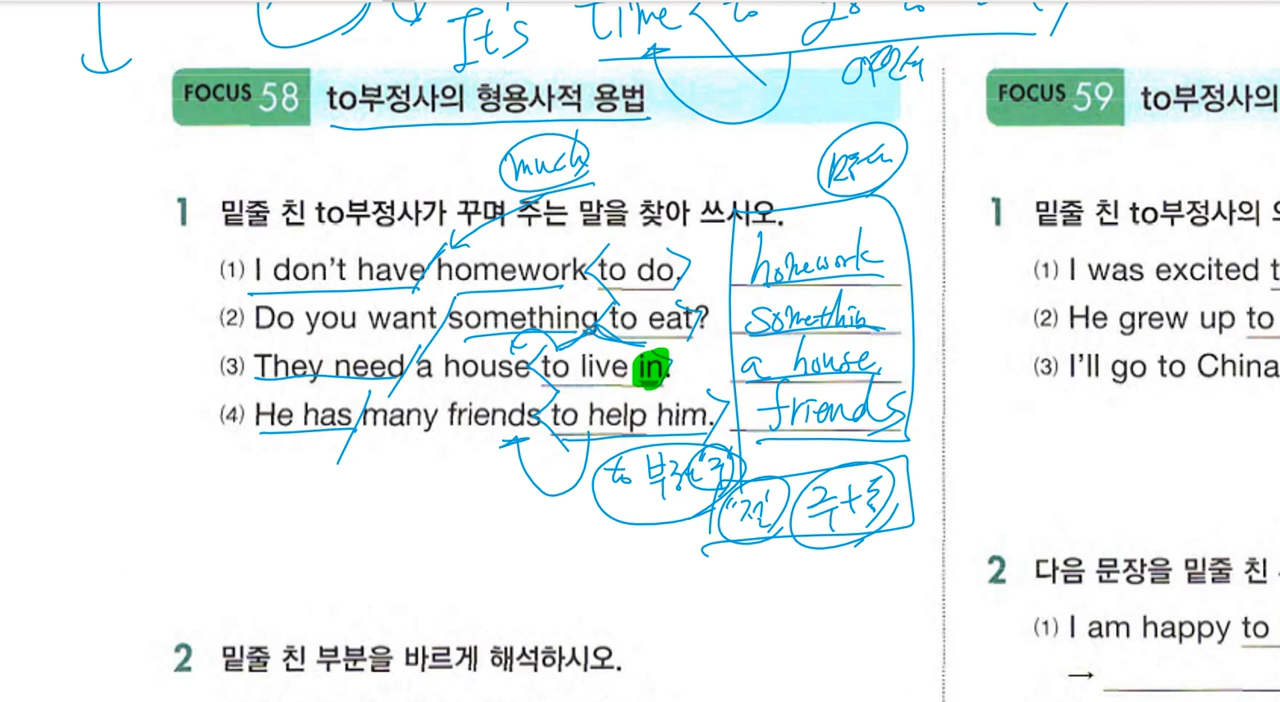 It's time to go to
FOCUS 58 to부정사의 형용사적 용법
much
1 밑줄 친 to부정사가 꾸며 주는 말을 찾아 쓰시오.
(1) I don't have homework to do. homework
(2) Do you want something to eat? somethin
(3) They need a house to live in. a house.
(4) He has many friends to help him. friends
to 부정사 "구"
"절" 주+동
2 밑줄 친 부분을 바르게 해석하시오.
FOCUS 59 to부정사의
1 밑줄 친 to부정사의
(1) I was excited
(2) He grew up to
(3) I'll go to China
2 다음 문장을 밑줄 친
(1) I am happy to
→